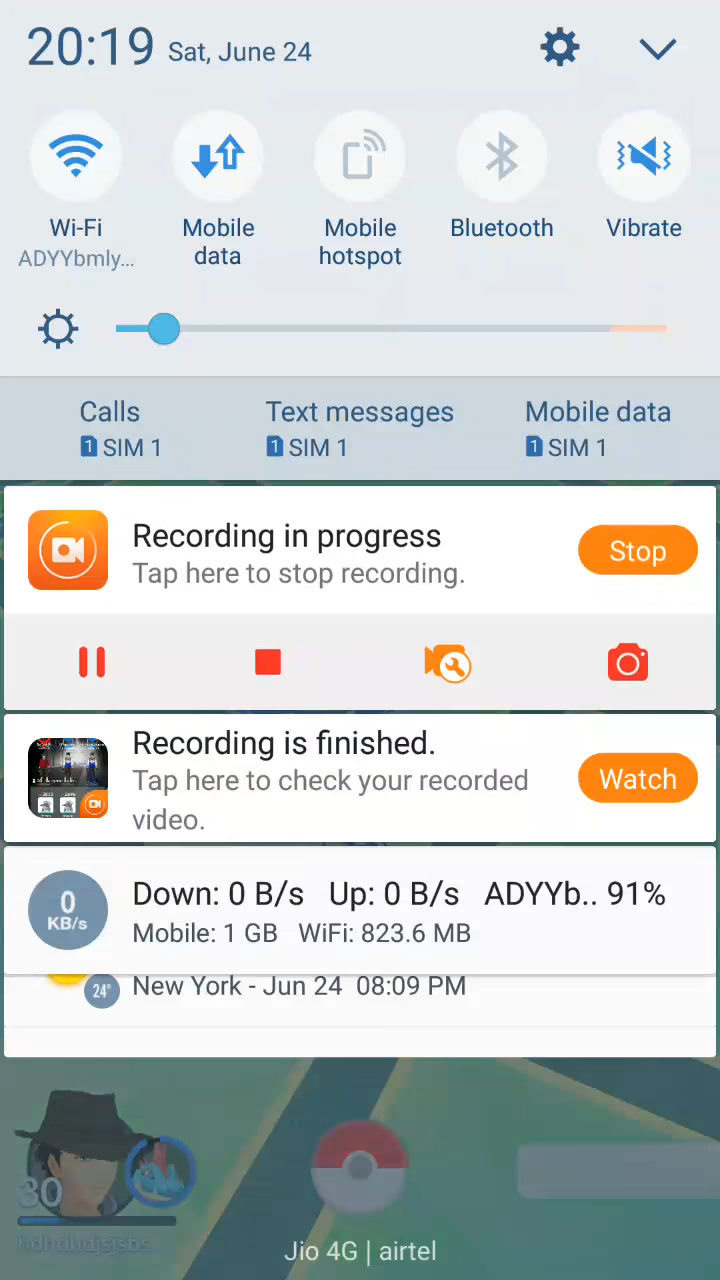 20:19 Sat, June 24
Wi-Fi
ADYYbmly...
Mobile
data
Mobile
hotspot
Bluetooth
Vibrate
Calls
1 SIM 1
Text messages
1 SIM 1
Mobile data
1 SIM 1
Recording in progress
Tap here to stop recording.
Stop
Recording is finished.
Tap here to check your recorded
video.
Watch
0
KB/s
Down: 0 B/s Up: 0 B/s ADYYb.. 91%
Mobile: 1 GB WiFi: 823.6 MB
24°
New York - Jun 24 08:09 PM
30
Jio 4G | airtel